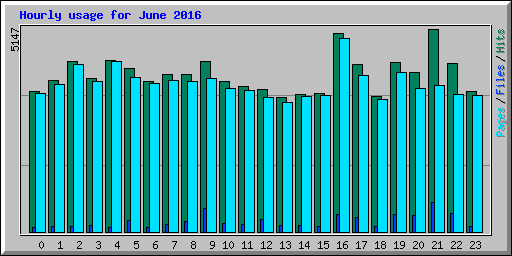 Hourly usage for June 2016
5147
Pages/Files/Hits
0 1 2 3 4 5 6 7 8 9 10 11 12 13 14 15 16 17 18 19 20 21 22 23